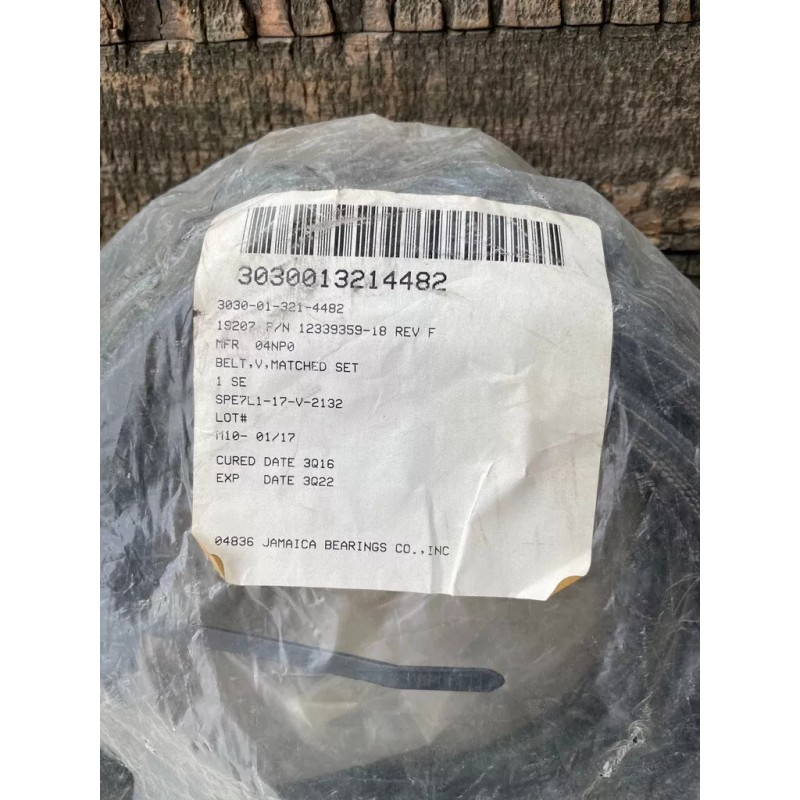 3030013214482
3030-01-321-4482
19207 P/N 12339359-18 REV F
MFR 04NP0
BELT,V,MATCHED SET
1 SE
SPE7L1-17-V-2132
LOT#
M10- 01/17
CURED DATE 3Q16
EXP DATE 3Q22
04836 JAMAICA BEARINGS CO.,INC